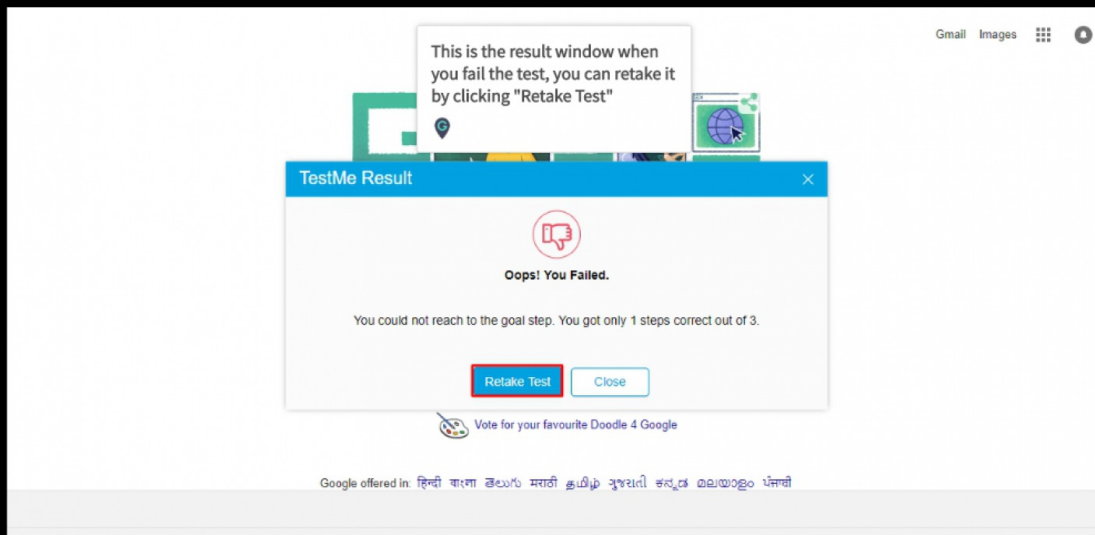 Gmail Images
This is the result window when
you fail the test, you can retake it
by clicking "Retake Test"
G
TestMe Result
Oops! You Failed.
You could not reach to the goal step. You got only 1 steps correct out of 3.
Retake Test Close
Vote for your favourite Doodle 4 Google
Google offered in: हिन्दी বাংলা తెలుగు मराठी தமிழ் ગુજરાતી ಕನ್ನಡ മലയാളം ਪੰਜਾਬੀ